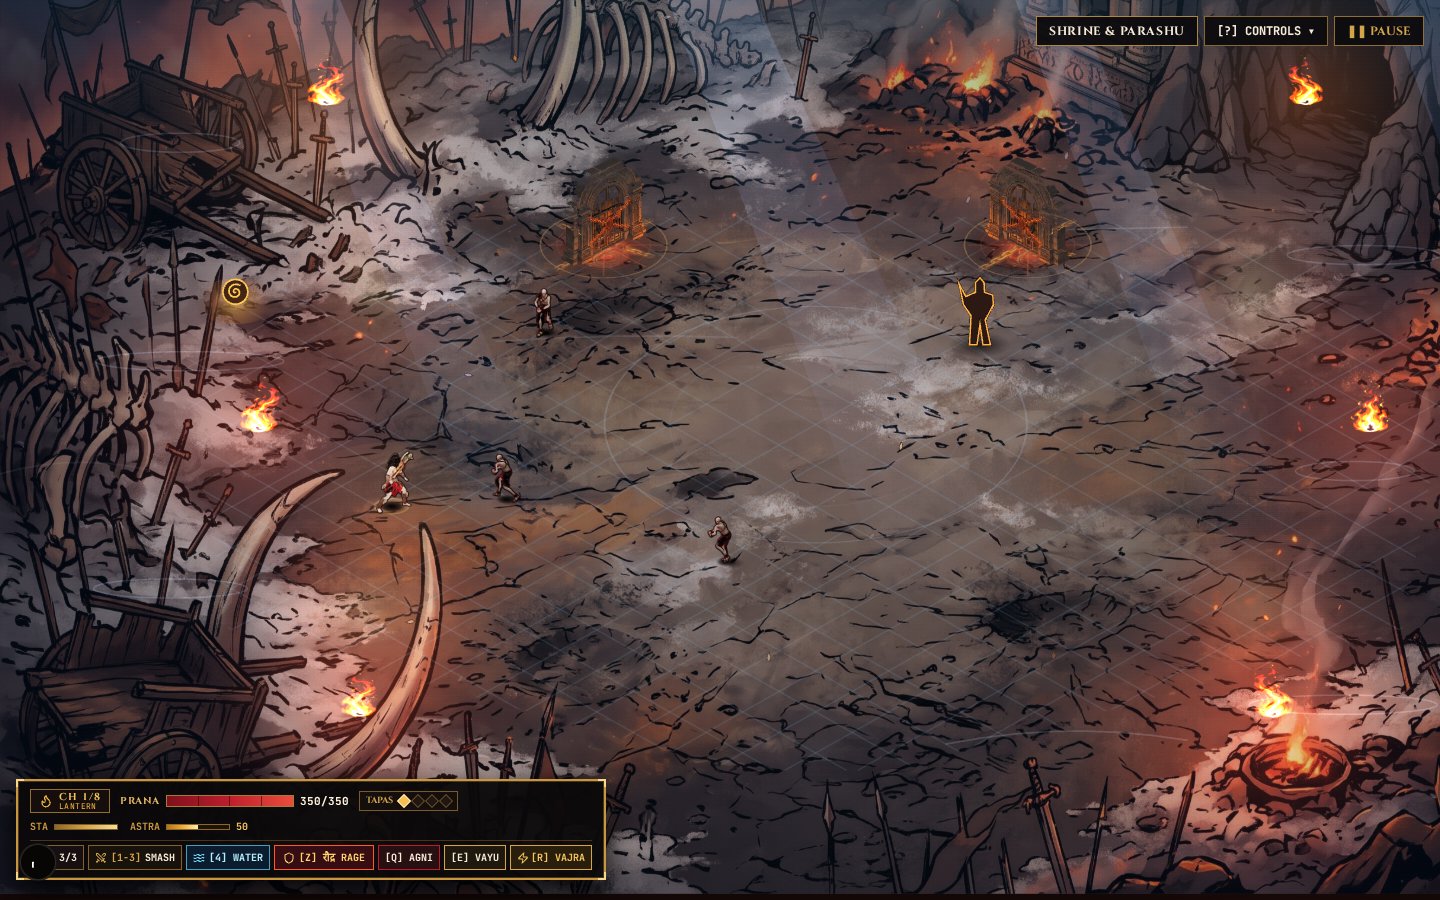 SHRINE & PARASHU
[?] CONTROLS ▾
❚❚ PAUSE
CH 1/8
LANTERN
PRANA
350/350
TAPAS
STA
ASTRA
50
3/3
[1-3] SMASH
[4] WATER
[Z] रौद्र RAGE
[Q] AGNI
[E] VAYU
[R] VAJRA